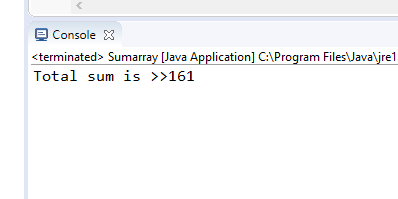 Console
<terminated> Sumarray [Java Application] C:\Program Files\Java\jre1
Total sum is >>161